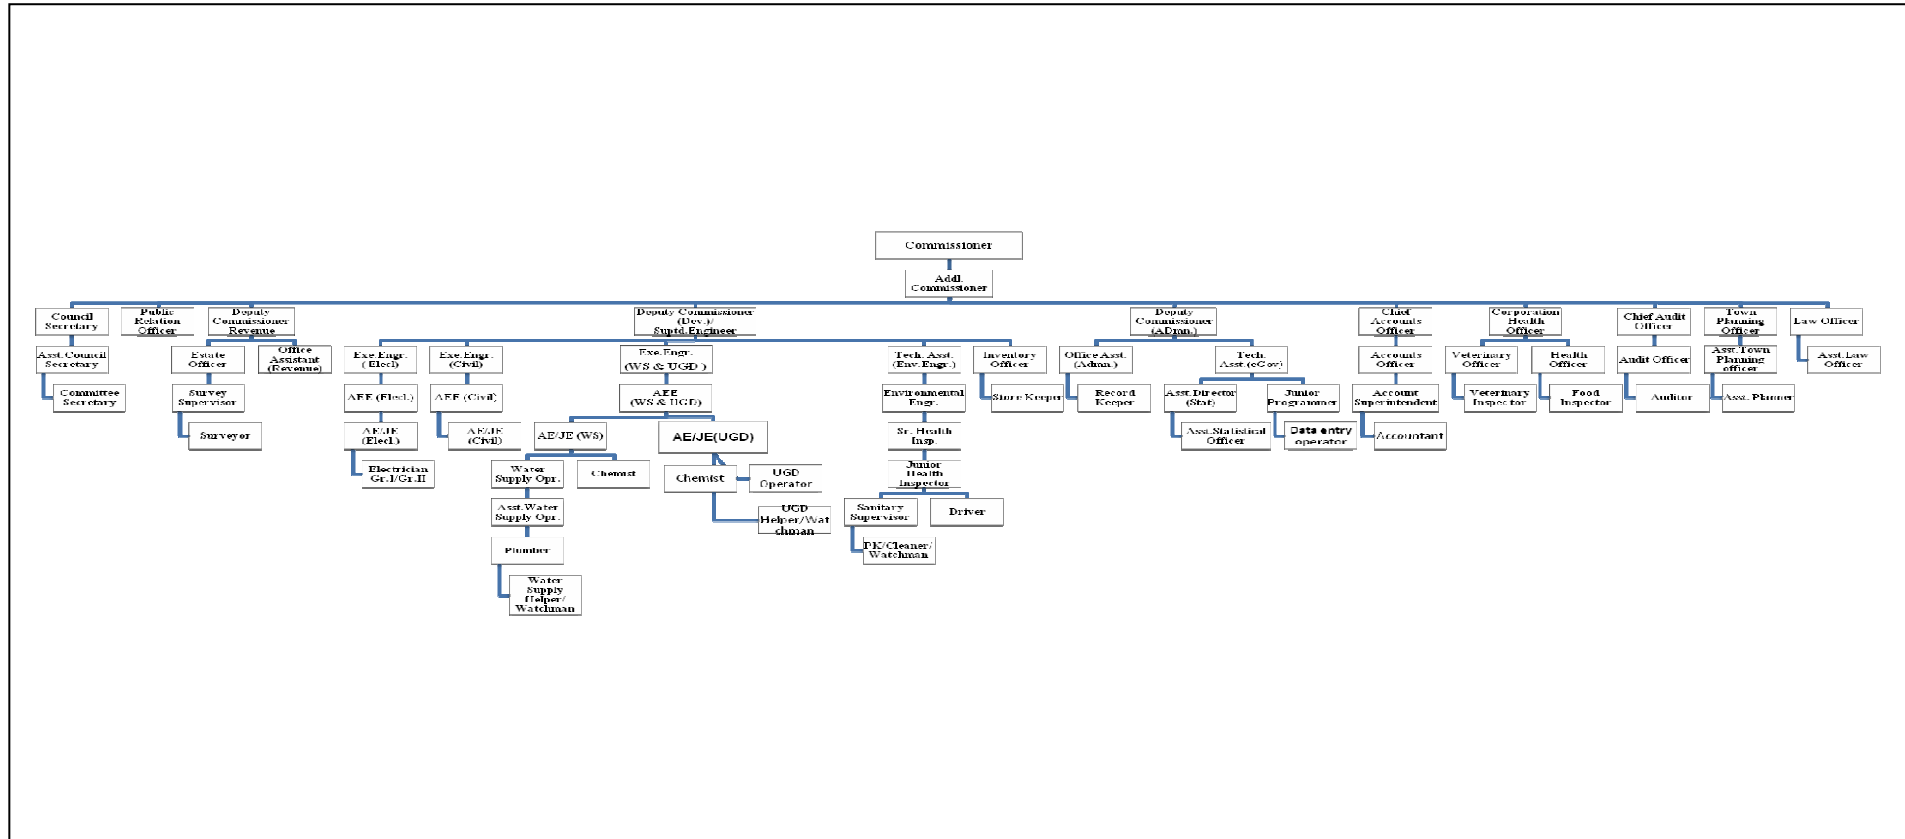 Commissioner
Addl.
Commissioner
Council
Secretary
Public
Relation
Officer
Deputy
Commissioner
Revenue
Deputy Commissioner
(Dev.)/
Suptd.Engineer
Deputy
Commissioner
(ADmn.)
Chief
Accounts
Officer
Corporation
Health
Officer
Chief Audit
Officer
Town
Planning
Officer
Law Officer
Asst.Council
Secretary
Estate
Officer
Office
Assistant
(Revenue)
Exe.Engr.
( Elecl)
Exe.Engr.
(Civil)
Exe.Engr.
(WS & UGD )
Tech. Asst.
(Env.Engr.)
Inventory
Officer
Office Asst.
(Admn.)
Tech.
Asst.(eGov)
Accounts
Officer
Veterinary
Officer
Health
Officer
Audit Officer
Asst.Town
Planning
officer
Asst.Law
Officer
Committee
Secretary
Survey
Supervisor
AEE (Elecl.)
AEE (Civil)
AEE
(WS & UGD)
Environmental
Engr.
Store Keeper
Record
Keeper
Asst.Director
(Stat)
Junior
Programmer
Account
Superintendent
Veterinary
Inspector
Food
Inspector
Auditor
Asst. Planner
Surveyor
AE/JE
(Elecl.)
AE/JE
(Civil)
AE/JE (WS)
AE/JE(UGD)
Sr. Health
Insp.
Asst.Statistical
Officer
Data entry
operator
Accountant
Electrician
Gr.I/Gr.II
Water
Supply Opr.
Chemist
Chemist
UGD
Operator
Junior
Health
Inspector
Asst.Water
Supply Opr.
UGD
Helper/Wat
chman
Sanitary
Supervisor
Driver
Plumber
PK/Cleaner/
Watchman
Water
Supply
Helper/
Watchman